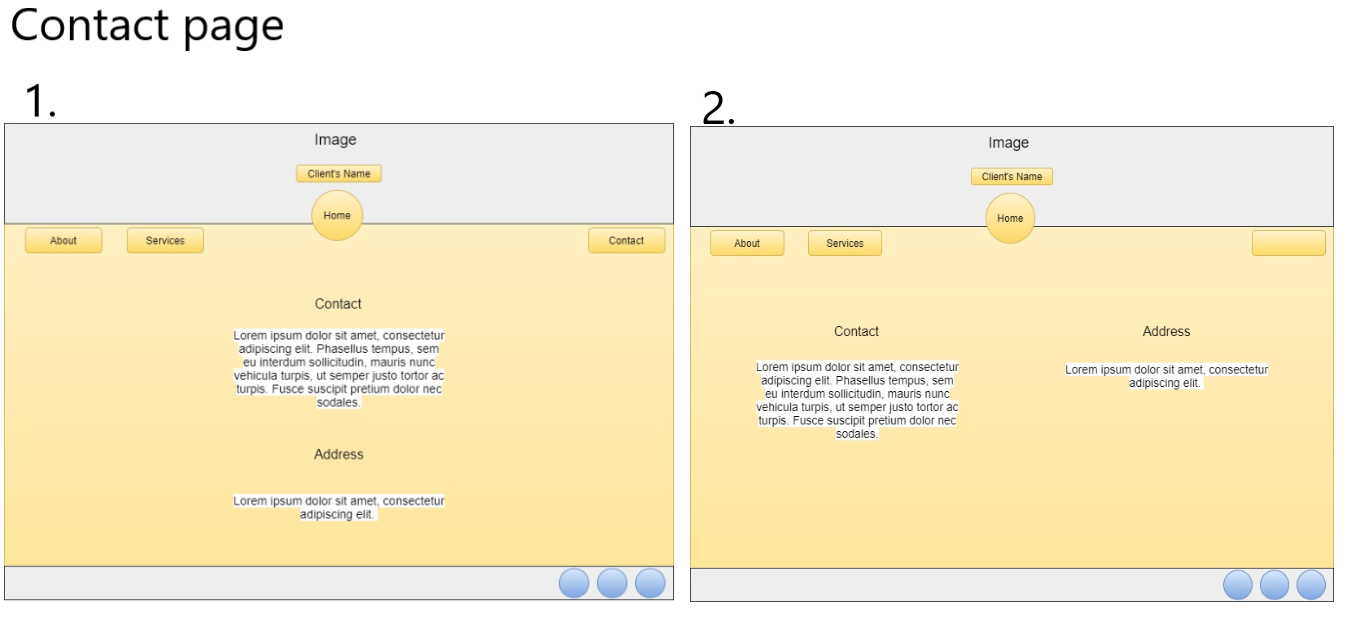 Contact page
1.
Image
Client's Name
Home
About
Services
Contact
Contact
Lorem ipsum dolor sit amet, consectetur
adipiscing elit. Phasellus tempus, sem
eu interdum sollicitudin, mauris nunc
vehicula turpis, ut semper justo tortor ac
turpis. Fusce suscipit pretium dolor nec
sodales.
Address
Lorem ipsum dolor sit amet, consectetur
adipiscing elit.
2.
Image
Client's Name
Home
About
Services
Contact
Lorem ipsum dolor sit amet, consectetur
adipiscing elit. Phasellus tempus, sem
eu interdum sollicitudin, mauris nunc
vehicula turpis, ut semper justo tortor ac
turpis. Fusce suscipit pretium dolor nec
sodales.
Address
Lorem ipsum dolor sit amet, consectetur
adipiscing elit.